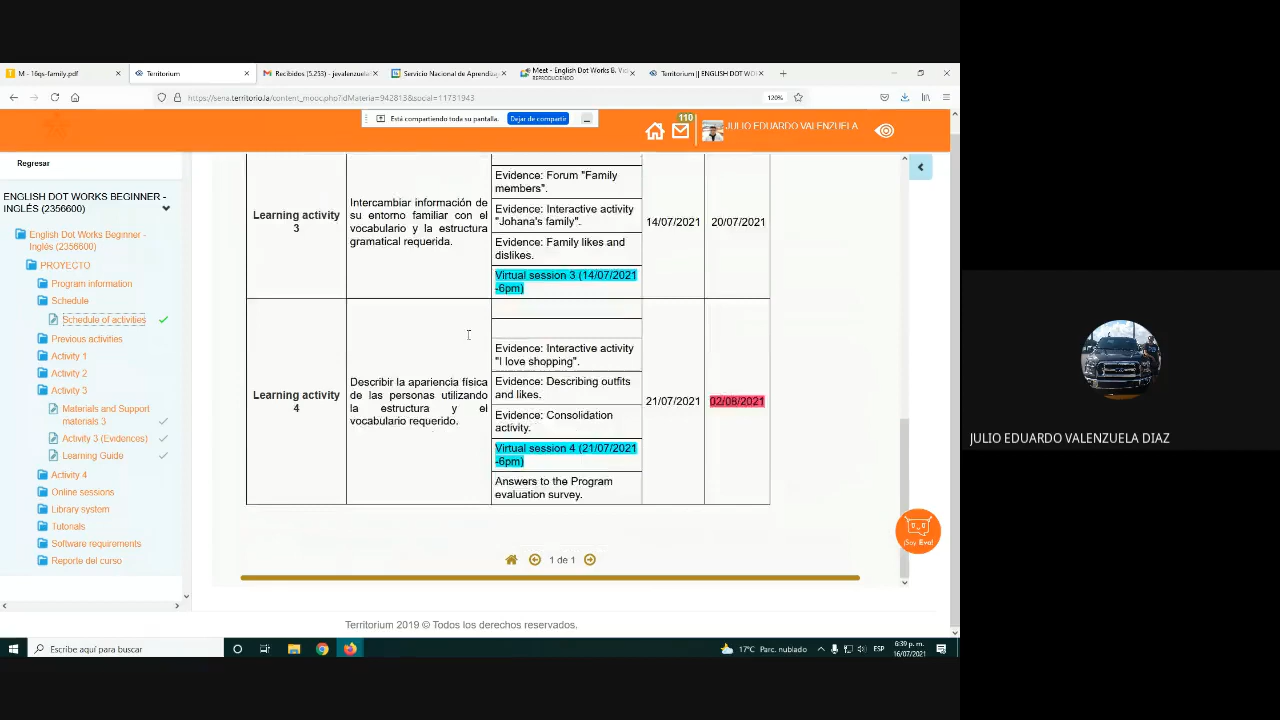 M - 16qs-family.pdf
Territorium
Recibidos (5.253) - jevalenzuela
Servicio Nacional de Aprendizaj
Meet - English Dot Works B. Vi
REPRODUCIENDO
Territorium || ENGLISH DOT WOR
https://sena.territorio.la/content_mooc.php?idMateria=942813&social=11731943
120%
Está compartiendo toda su pantalla.
Dejar de compartir
110
JULIO EDUARDO VALENZUELA
Regresar
ENGLISH DOT WORKS BEGINNER -
INGLÉS (2356600)
English Dot Works Beginner -
Inglés (2356600)
PROYECTO
Program information
Schedule
Schedule of activities
Previous activities
Activity 1
Activity 2
Activity 3
Materials and Support
materials 3
Activity 3 (Evidences)
Learning Guide
Activity 4
Online sessions
Library system
Tutorials
Software requirements
Reporte del curso
Learning activity
3
Intercambiar información de
su entorno familiar con el
vocabulario y la estructura
gramatical requerida.
Evidence: Forum "Family
members".
Evidence: Interactive activity
"Johana's family".
Evidence: Family likes and
dislikes.
Virtual session 3 (14/07/2021
-6pm)
14/07/2021
20/07/2021
Learning activity
4
Describir la apariencia física
de las personas utilizando
la estructura y el
vocabulario requerido.
Evidence: Interactive activity
"I love shopping".
Evidence: Describing outfits
and likes.
Evidence: Consolidation
activity.
Virtual session 4 (21/07/2021
-6pm)
Answers to the Program
evaluation survey.
21/07/2021
02/08/2021
1 de 1
¡Soy Eva!
Territorium 2019 © Todos los derechos reservados.
JULIO EDUARDO VALENZUELA DIAZ
Escribe aquí para buscar
17°C Parc. nublado
ESP
6:39 p. m.
16/07/2021